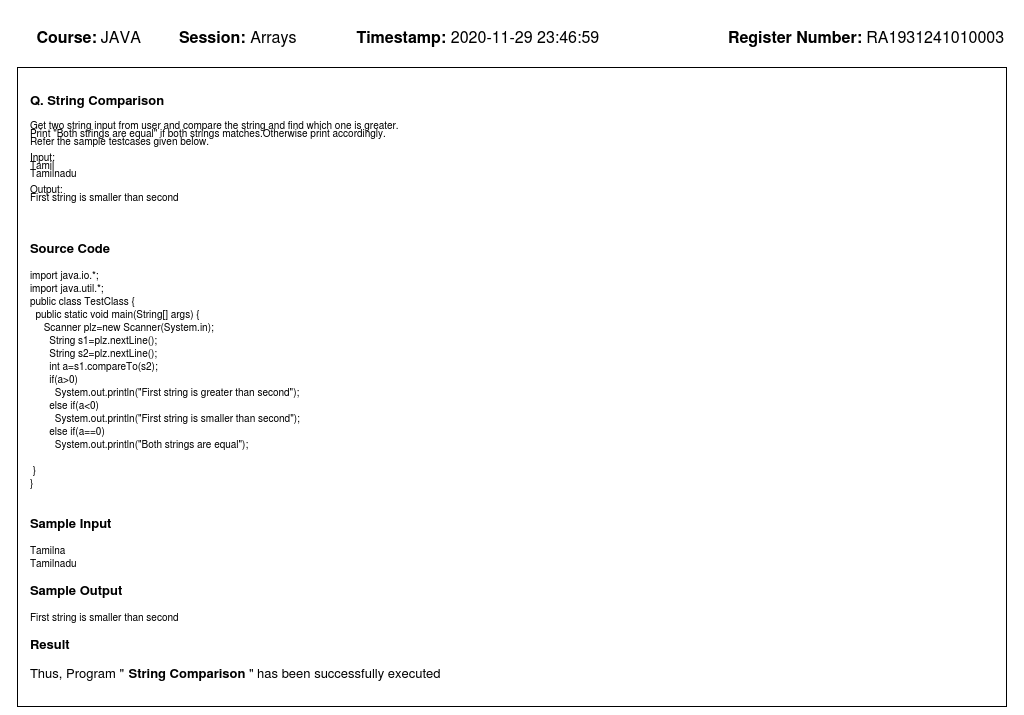 Course: JAVA Session: Arrays Timestamp: 2020-11-29 23:46:59 Register Number: RA1931241010003
Q. String Comparison
Get two string input from user and compare the string and find which one is greater.
Print "Both strings are equal" if both strings matches.Otherwise print accordingly.
Refer the sample testcases given below.
Input:
Tamil
Tamilnadu
Output:
First string is smaller than second
Source Code
import java.io.*;
import java.util.*;
public class TestClass {
public static void main(String[] args) {
Scanner plz=new Scanner(System.in);
String s1=plz.nextLine();
String s2=plz.nextLine();
int a=s1.compareTo(s2);
if(a>0)
System.out.println("First string is greater than second");
else if(a<0)
System.out.println("First string is smaller than second");
else if(a==0)
System.out.println("Both strings are equal");
}
}
Sample Input
Tamilna
Tamilnadu
Sample Output
First string is smaller than second
Result
Thus, Program " String Comparison " has been successfully executed